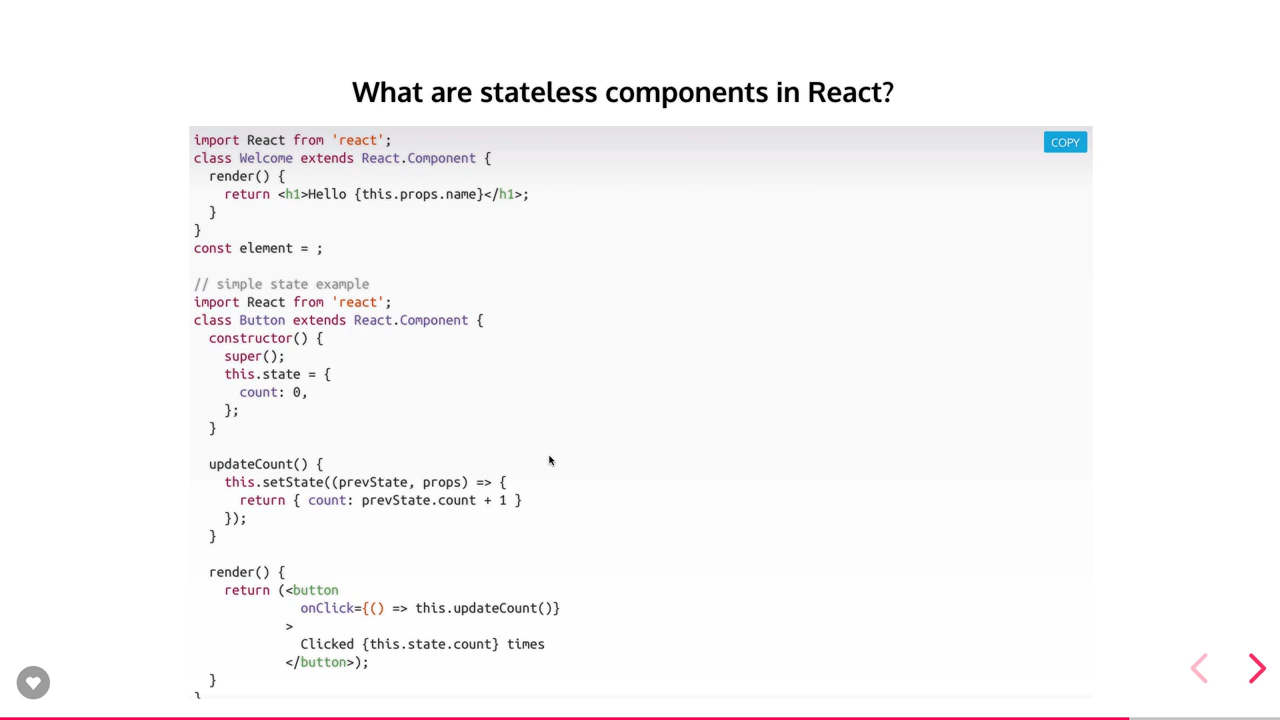 What are stateless components in React?
COPY
import React from 'react';
class Welcome extends React.Component {
  render() {
    return <h1>Hello {this.props.name}</h1>;
  }
}
const element = ;

// simple state example
import React from 'react';
class Button extends React.Component {
  constructor() {
    super();
    this.state = {
      count: 0,
    };
  }

  updateCount() {
    this.setState((prevState, props) => {
      return { count: prevState.count + 1 }
    });
  }

  render() {
    return (<button
              onClick={() => this.updateCount()}
            >
              Clicked {this.state.count} times
            </button>);
  }
}